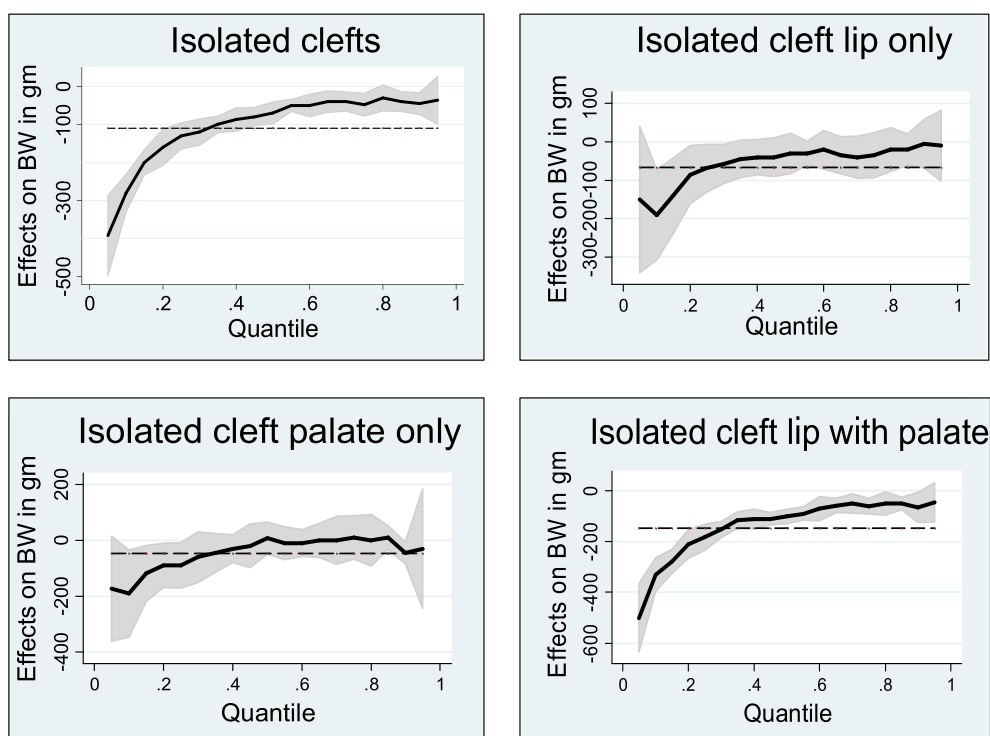 Isolated clefts
Effects on BW in gm
0
-100
-300
-500
0 .2 .4 .6 .8 1
Quantile
Isolated cleft lip only
Effects on BW in gm
100
0
-100
-200
-300
0 .2 .4 .6 .8 1
Quantile
Isolated cleft palate only
Effects on BW in gm
200
0
-200
-400
0 .2 .4 .6 .8 1
Quantile
Isolated cleft lip with palate
Effects on BW in gm
0
-200
-400
-600
0 .2 .4 .6 .8 1
Quantile